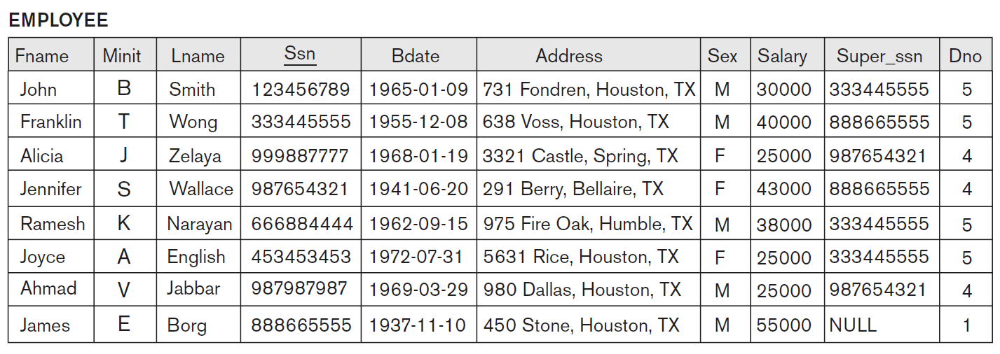 EMPLOYEE
Fname Minit Lname Ssn Bdate Address Sex Salary Super_ssn Dno
John B Smith 123456789 1965-01-09 731 Fondren, Houston, TX M 30000 333445555 5
Franklin T Wong 333445555 1955-12-08 638 Voss, Houston, TX M 40000 888665555 5
Alicia J Zelaya 999887777 1968-01-19 3321 Castle, Spring, TX F 25000 987654321 4
Jennifer S Wallace 987654321 1941-06-20 291 Berry, Bellaire, TX F 43000 888665555 4
Ramesh K Narayan 666884444 1962-09-15 975 Fire Oak, Humble, TX M 38000 333445555 5
Joyce A English 453453453 1972-07-31 5631 Rice, Houston, TX F 25000 333445555 5
Ahmad V Jabbar 987987987 1969-03-29 980 Dallas, Houston, TX M 25000 987654321 4
James E Borg 888665555 1937-11-10 450 Stone, Houston, TX M 55000 NULL 1